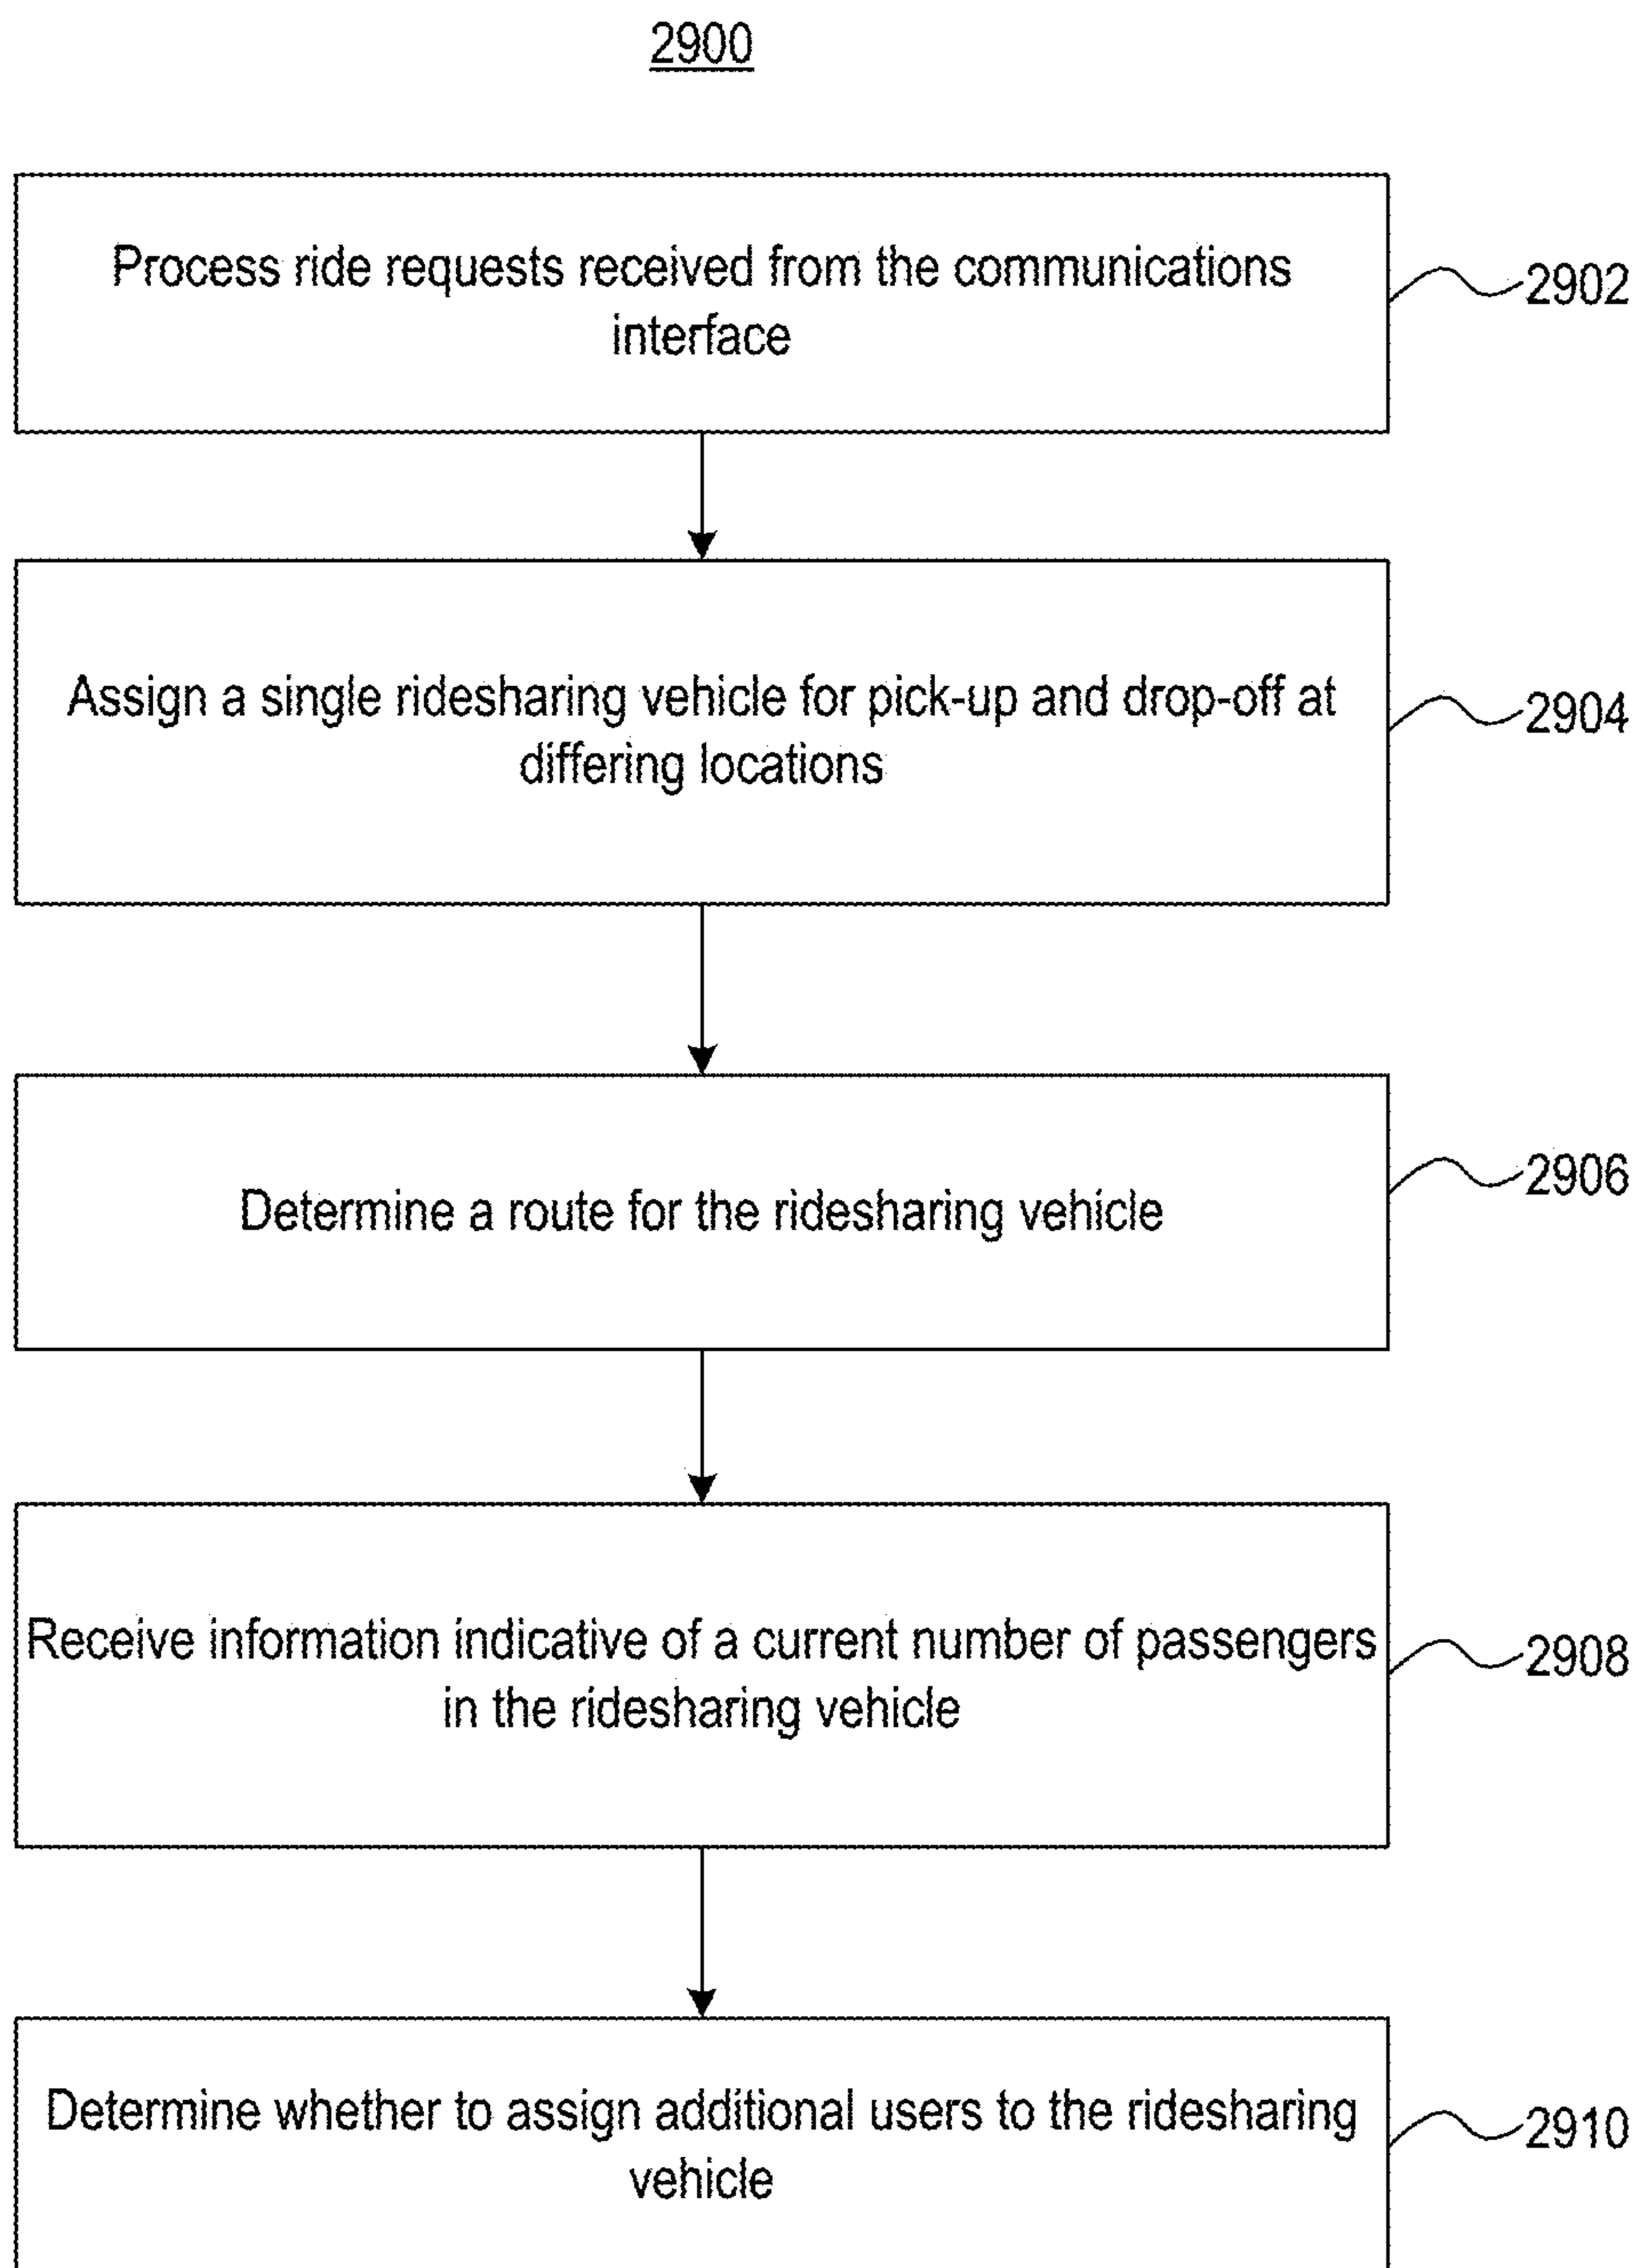 2900
Process ride requests received from the communications
interface
2902
Assign a single ridesharing vehicle for pick-up and drop-off at
differing locations
2904
Determine a route for the ridesharing vehicle
2906
Receive information indicative of a current number of passengers
in the ridesharing vehicle
2908
Determine whether to assign additional users to the ridesharing
vehicle
2910